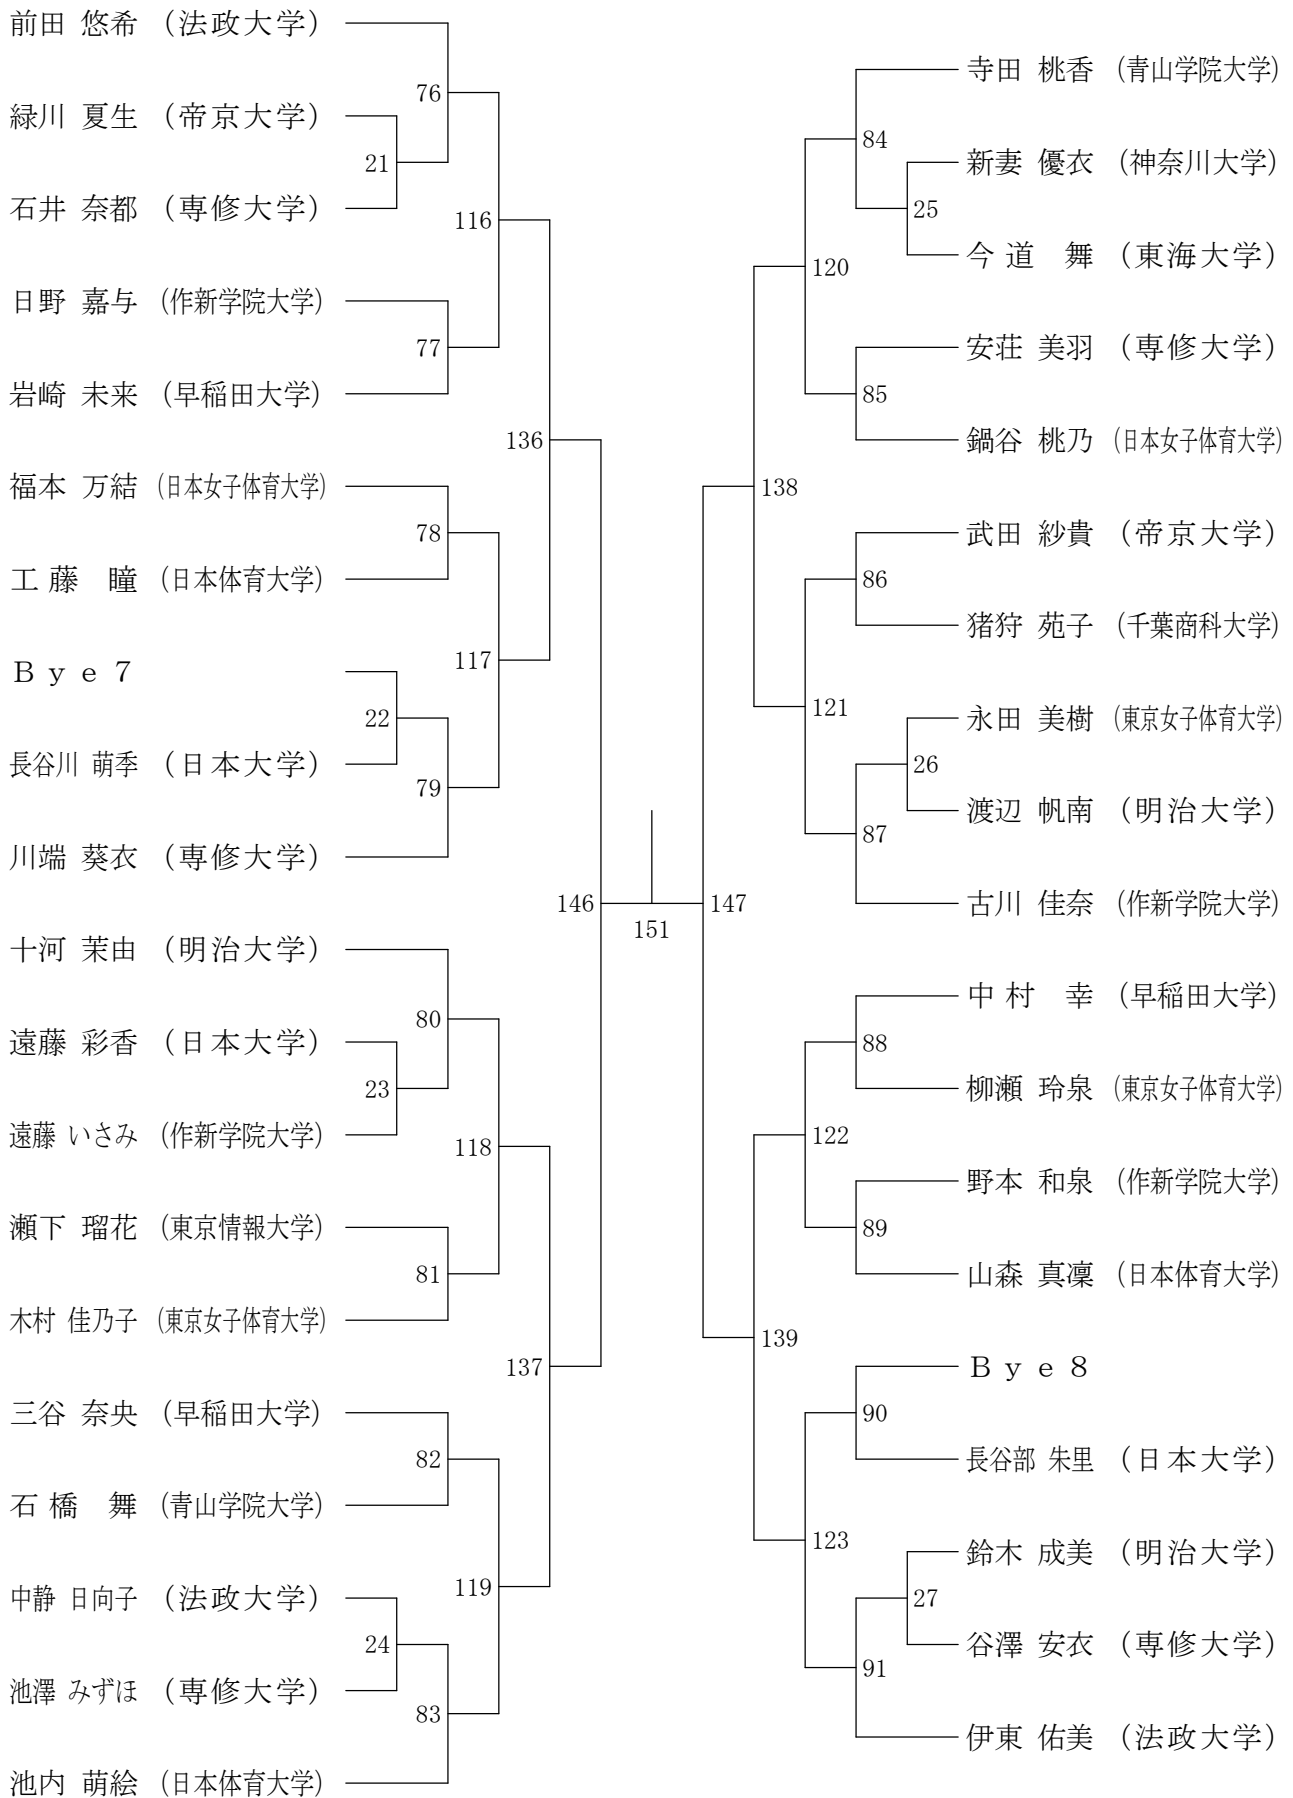 前田 悠希 （法政大学）
緑川 夏生 （帝京大学）
石井 奈都 （専修大学）
日野 嘉与 （作新学院大学）
岩崎 未来 （早稲田大学）
福本 万結 （日本女子体育大学）
工藤 瞳 （日本体育大学）
Ｂｙｅ７
長谷川 萌季 （日本大学）
川端 葵衣 （専修大学）
十河 茉由 （明治大学）
遠藤 彩香 （日本大学）
遠藤 いさみ （作新学院大学）
瀬下 瑠花 （東京情報大学）
木村 佳乃子 （東京女子体育大学）
三谷 奈央 （早稲田大学）
石橋 舞 （青山学院大学）
中静 日向子 （法政大学）
池澤 みずほ （専修大学）
池内 萌絵 （日本体育大学）
21
22
23
24
76
77
78
79
80
81
82
83
116
117
118
119
136
137
146
151
147
138
139
120
121
122
123
84
85
86
87
88
89
90
91
25
26
27
寺田 桃香 （青山学院大学）
新妻 優衣 （神奈川大学）
今道 舞 （東海大学）
安荘 美羽 （専修大学）
鍋谷 桃乃 （日本女子体育大学）
武田 紗貴 （帝京大学）
猪狩 苑子 （千葉商科大学）
永田 美樹 （東京女子体育大学）
渡辺 帆南 （明治大学）
古川 佳奈 （作新学院大学）
中村 幸 （早稲田大学）
柳瀬 玲泉 （東京女子体育大学）
野本 和泉 （作新学院大学）
山森 真凜 （日本体育大学）
Ｂｙｅ８
長谷部 朱里 （日本大学）
鈴木 成美 （明治大学）
谷澤 安衣 （専修大学）
伊東 佑美 （法政大学）